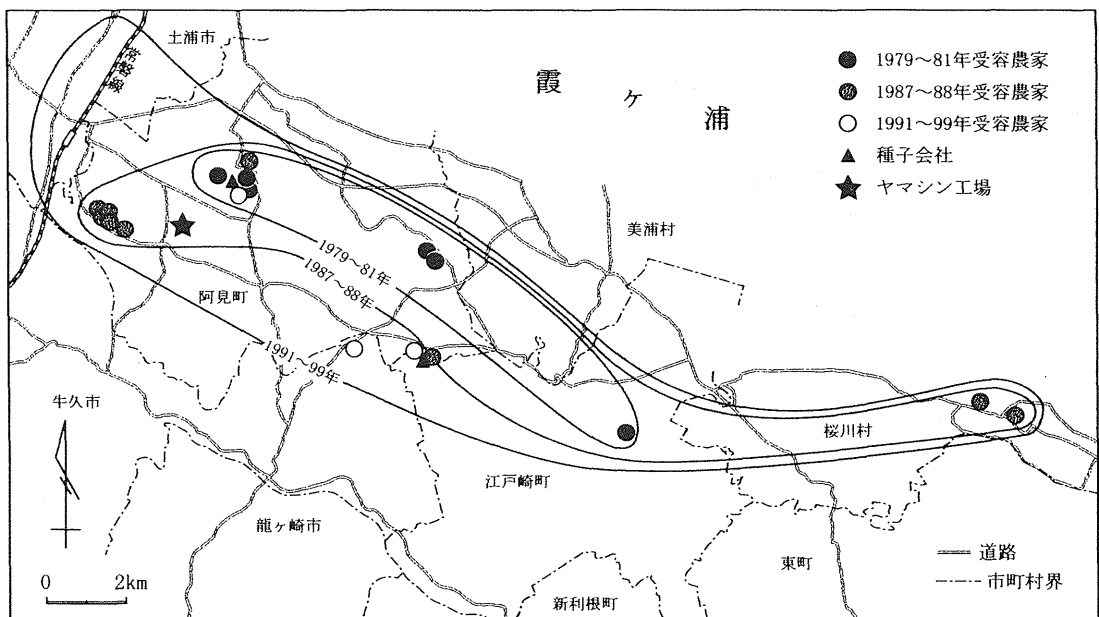 土浦市
常磐線
霞ヶ浦
1979～81年受容農家
1987～88年受容農家
1991～99年受容農家
種子会社
ヤマシン工場
美浦村
1979～81年
1987～88年
阿見町
1991～99年
牛久市
桜川村
江戸崎町
龍ヶ崎市
東町
新利根町
0 2km
道路
市町村界